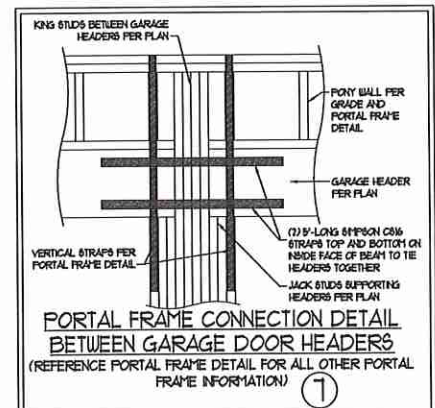 KING STUDS BETWEEN GARAGE
HEADERS PER PLAN
PONY WALL PER
GRADE AND
PORTAL FRAME
DETAIL
GARAGE HEADER
PER PLAN
(2) 5'-LONG SIMPSON CS16
STRAPS TOP AND BOTTOM ON
INSIDE FACE OF BEAM TO TIE
HEADERS TOGETHER
VERTICAL STRAPS PER
PORTAL FRAME DETAIL
JACK STUDS SUPPORTING
HEADERS PER PLAN
PORTAL FRAME CONNECTION DETAIL
BETWEEN GARAGE DOOR HEADERS
(REFERENCE PORTAL FRAME DETAIL FOR ALL OTHER PORTAL
FRAME INFORMATION)
7